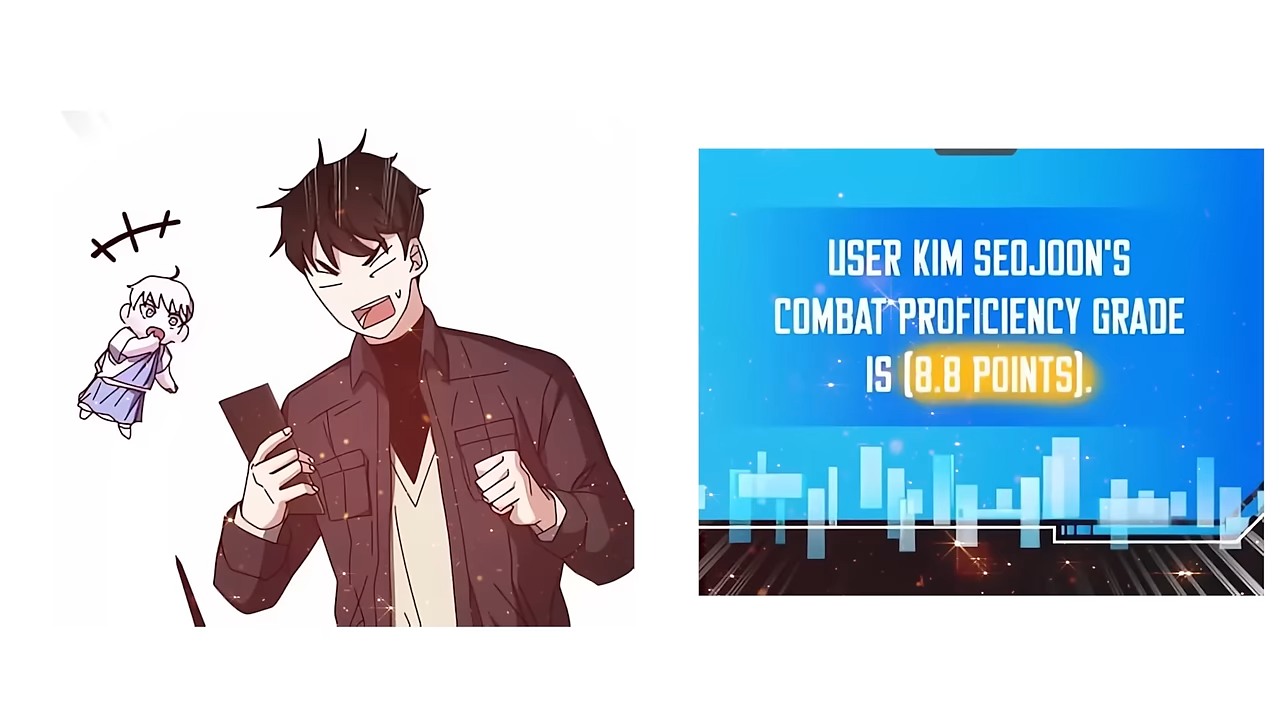 USER KIM SEOJOON'S
COMBAT PROFICIENCY GRADE
IS [8.8 POINTS].